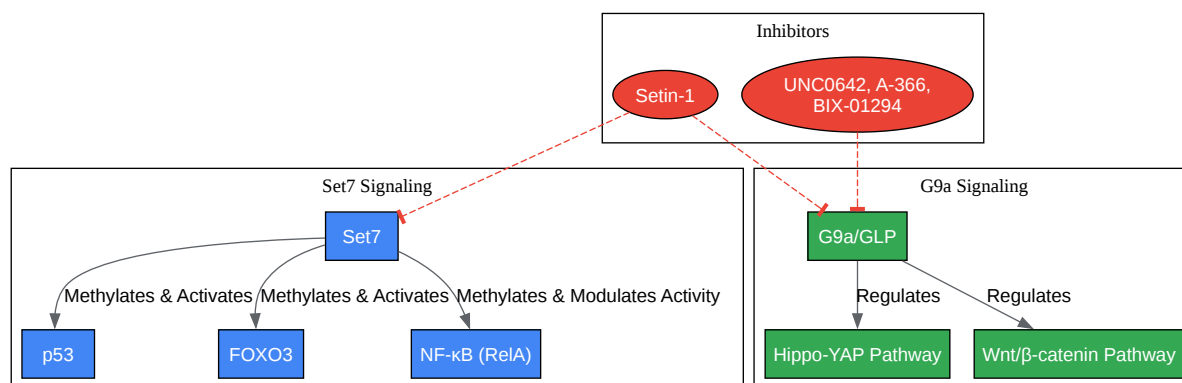 Inhibitors
Setin-1
UNC0642, A-366,
BIX-01294
Set7 Signaling
G9a Signaling
Set7
G9a/GLP
Methylates & Activates
Methylates & Activates
Methylates & Modulates Activity
Regulates
Regulates
p53
FOXO3
NF-κB (RelA)
Hippo-YAP Pathway
Wnt/β-catenin Pathway